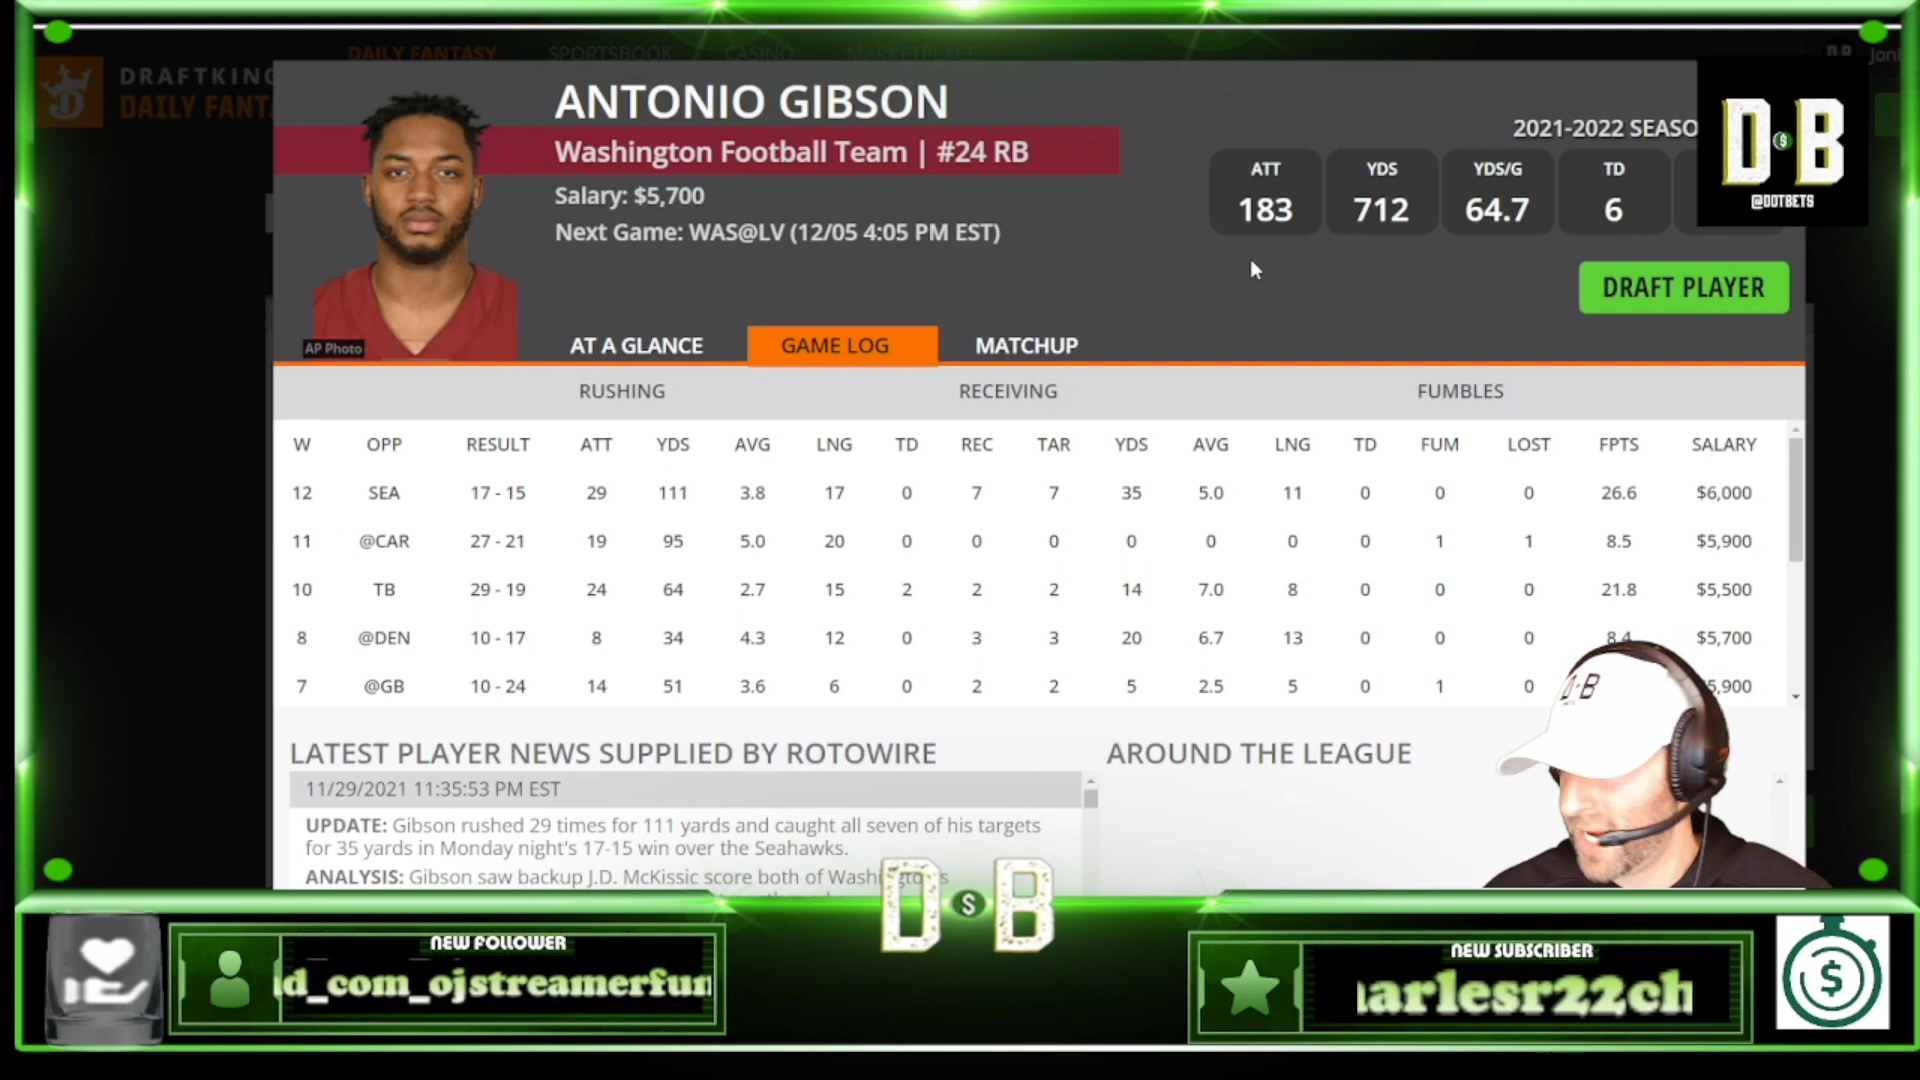 DAILY FANTASY SPORTSBOOK CASINO MARKETPLACE
DRAFTKING
DAILY FANTA
Joni
ANTONIO GIBSON
Washington Football Team | #24 RB
Salary: $5,700
Next Game: WAS@LV (12/05 4:05 PM EST)
AP Photo
2021-2022 SEASO
ATT YDS YDS/G TD
183 712 64.7 6
D$B
@DOTBETS
DRAFT PLAYER
AT A GLANCE GAME LOG MATCHUP
RUSHING RECEIVING FUMBLES
W OPP RESULT ATT YDS AVG LNG TD REC TAR YDS AVG LNG TD FUM LOST FPTS SALARY
12 SEA 17 - 15 29 111 3.8 17 0 7 7 35 5.0 11 0 0 0 26.6 $6,000
11 @CAR 27 - 21 19 95 5.0 20 0 0 0 0 0 0 0 1 1 8.5 $5,900
10 TB 29 - 19 24 64 2.7 15 2 2 2 14 7.0 8 0 0 0 21.8 $5,500
8 @DEN 10 - 17 8 34 4.3 12 0 3 3 20 6.7 13 0 0 0 8.4 $5,700
7 @GB 10 - 24 14 51 3.6 6 0 2 2 5 2.5 5 0 1 0 5,900
D·B
LATEST PLAYER NEWS SUPPLIED BY ROTOWIRE
AROUND THE LEAGUE
11/29/2021 11:35:53 PM EST
UPDATE: Gibson rushed 29 times for 111 yards and caught all seven of his targets
for 35 yards in Monday night's 17-15 win over the Seahawks.
ANALYSIS: Gibson saw backup J.D. McKissic score both of Washington's
D$B
NEW FOLLOWER
d_com_ojstreamerfun
NEW SUBSCRIBER
arlesr22ch
$